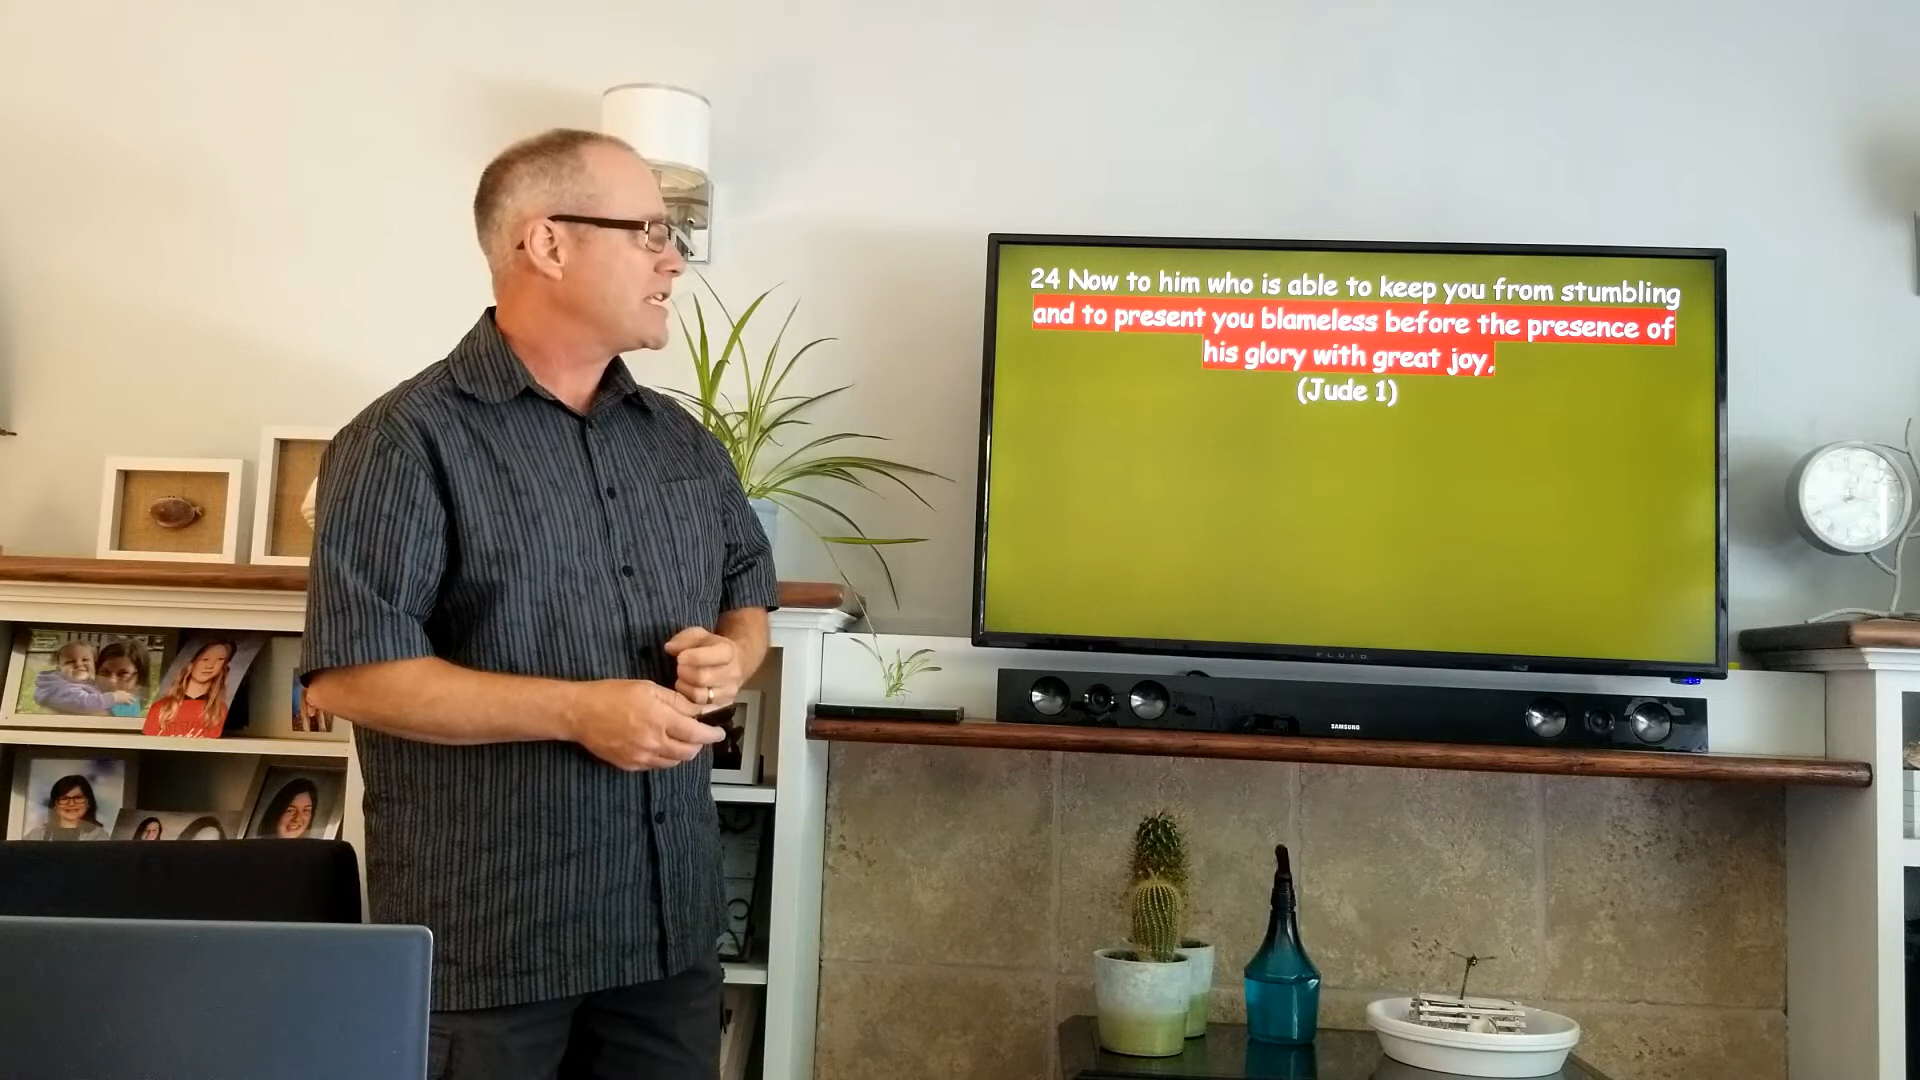 24 Now to him who is able to keep you from stumbling
and to present you blameless before the presence of
his glory with great joy,
(Jude 1)
FLUID
SAMSUNG